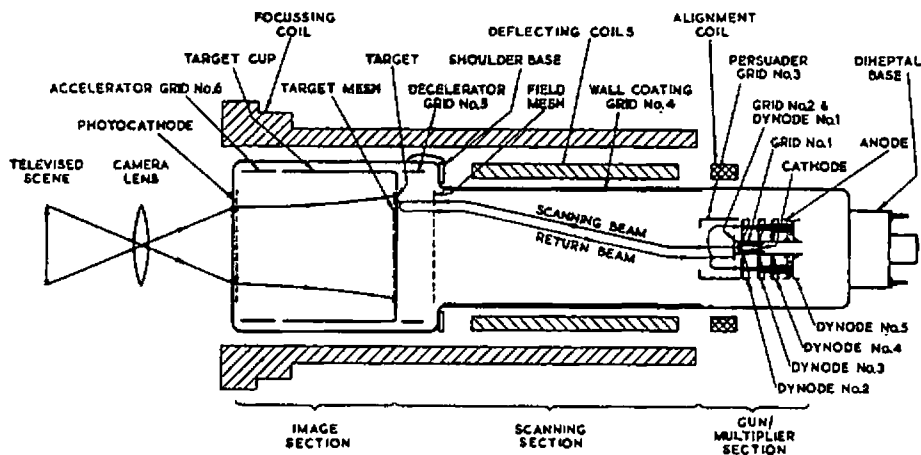 FOCUSSING
COIL
TARGET CUP
ACCELERATOR GRID No.6
PHOTOCATHODE
TARGET MESH
TARGET
DECELERATOR
GRID No.5
SHOULDER BASE
FIELD
MESH
DEFLECTING COILS
WALL COATING
GRID No.4
ALIGNMENT
COIL
PERSUADER
GRID No.3
GRID No.2 &
DYNODE No.1
GRID No.1
CATHODE
ANODE
DIHEPTAL
BASE
TELEVISED
SCENE
CAMERA
LENS
SCANNING BEAM
RETURN BEAM
DYNODE No.5
DYNODE No.4
DYNODE No.3
DYNODE No.2
IMAGE
SECTION
SCANNING
SECTION
GUN/
MULTIPLIER SECTION